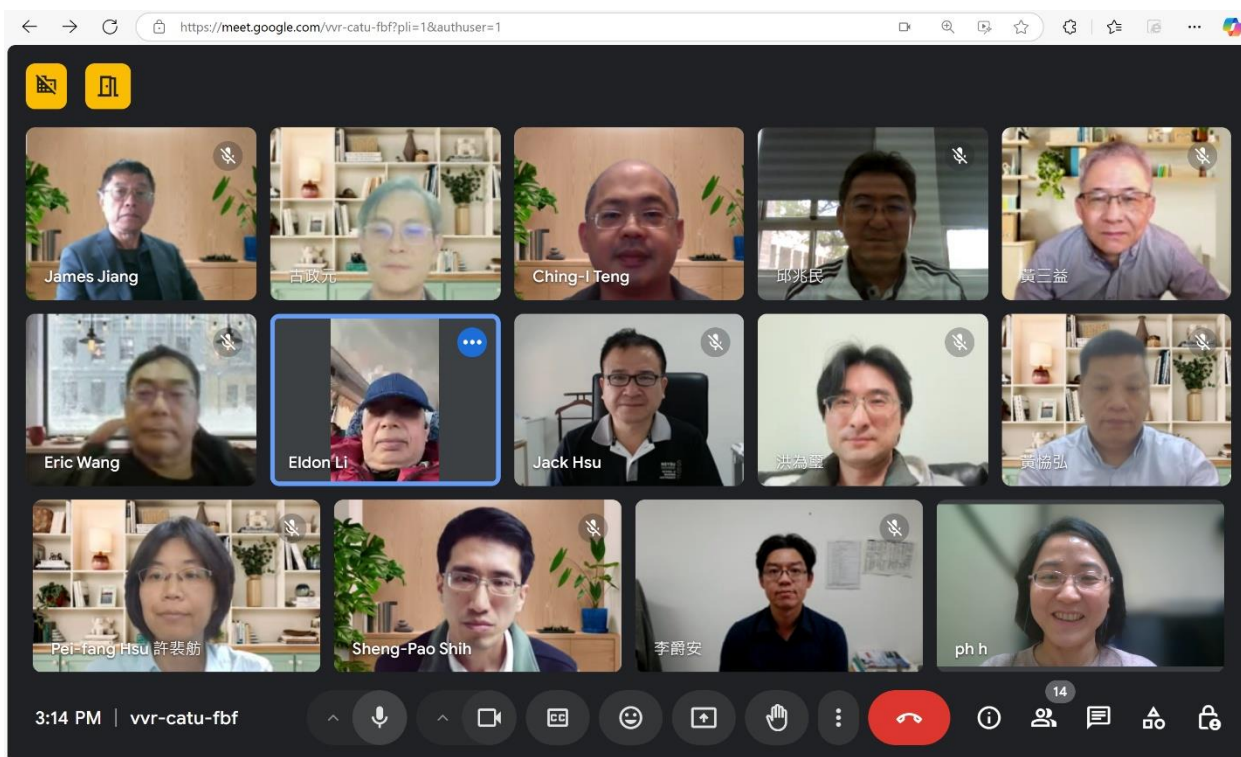 https://meet.google.com/vvr-catu-fbf?pli=1&authuser=1
James Jiang
古政元
Ching-I Teng
邱兆民
黃三益
Eric Wang
Eldon Li
Jack Hsu
洪為璽
黃恊弘
Pei-fang Hsu 許裴舫
Sheng-Pao Shih
李爵安
ph h
14
3:14 PM | vvr-catu-fbf
CC